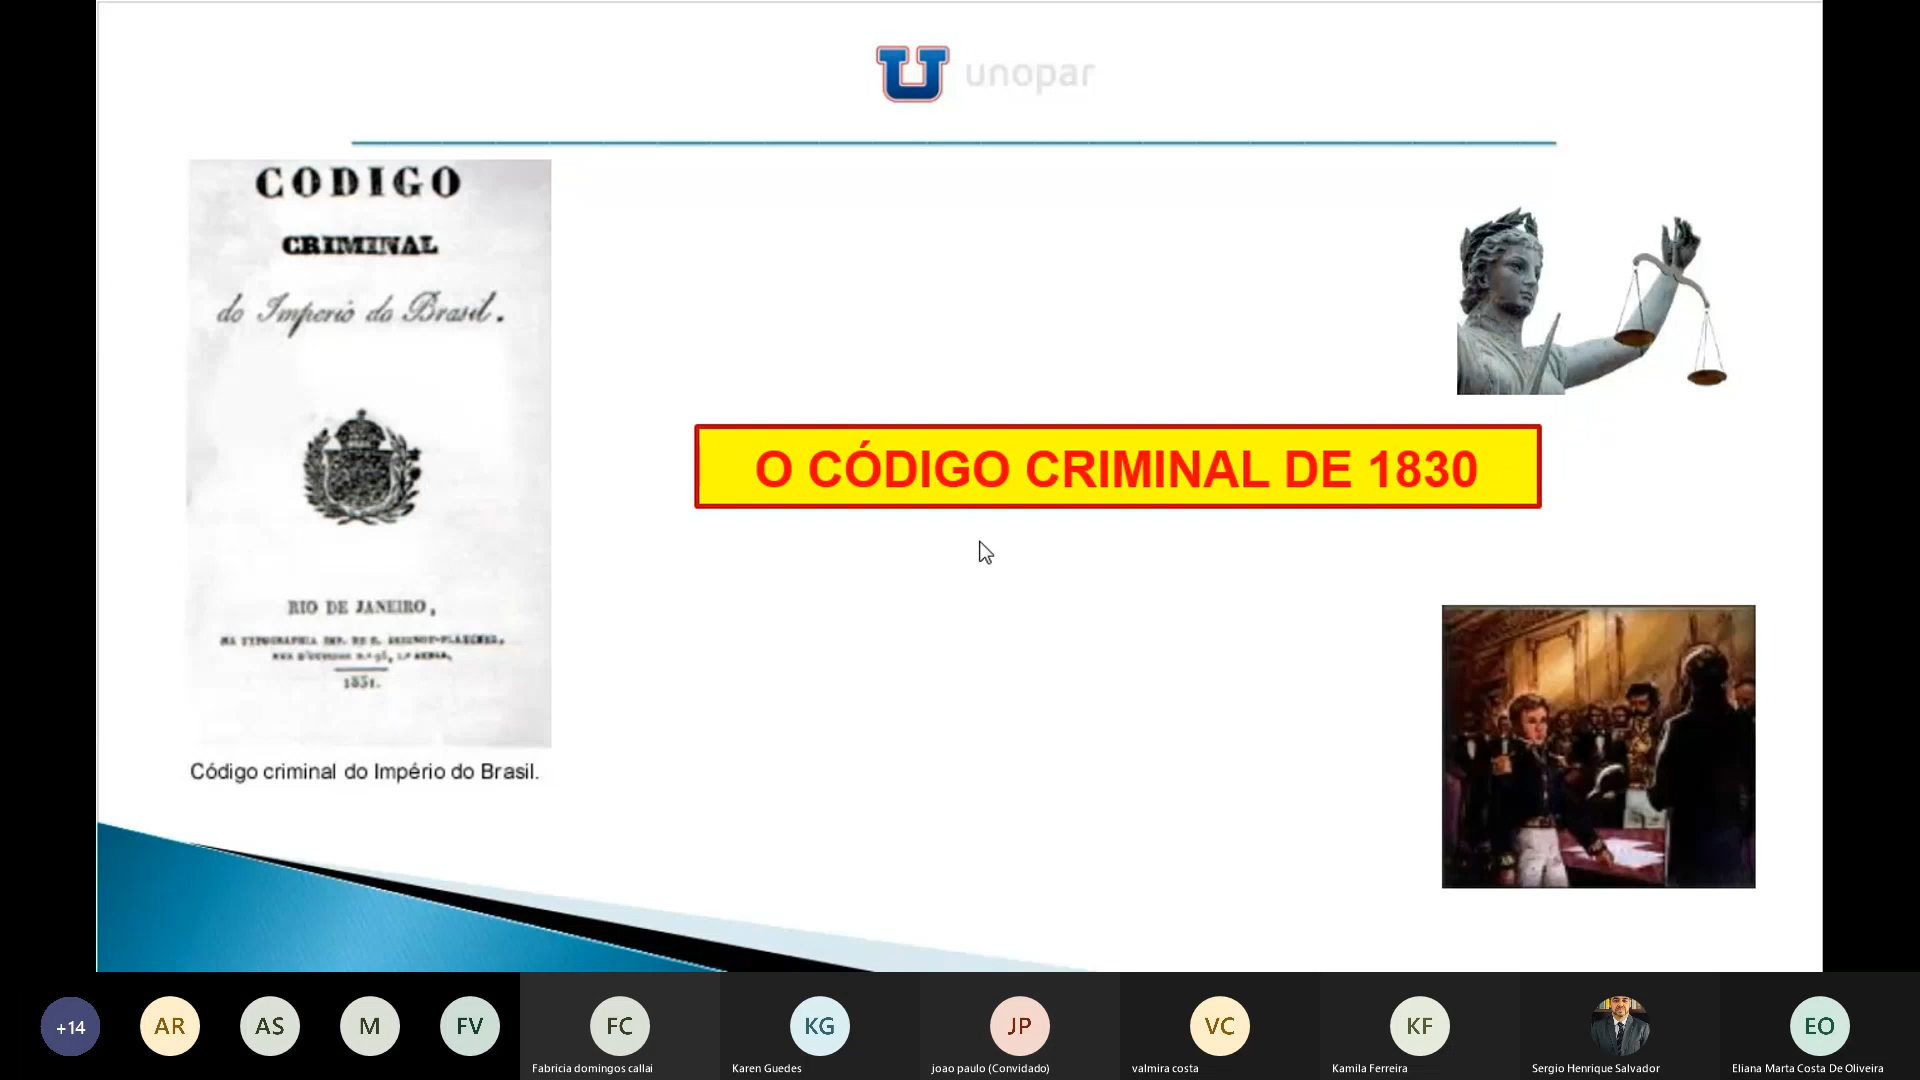 unopar
CODIGO
CRIMINAL
do Imperio do Brasil.
RIO DE JANEIRO,
1831.
Código criminal do Império do Brasil.
O CÓDIGO CRIMINAL DE 1830
+14
AR
AS
M
FV
FC
KG
JP
VC
KF
EO
Fabricia domingos callai
Karen Guedes
joao paulo (Convidado)
valmira costa
Kamila Ferreira
Sergio Henrique Salvador
Eliana Marta Costa De Oliveira